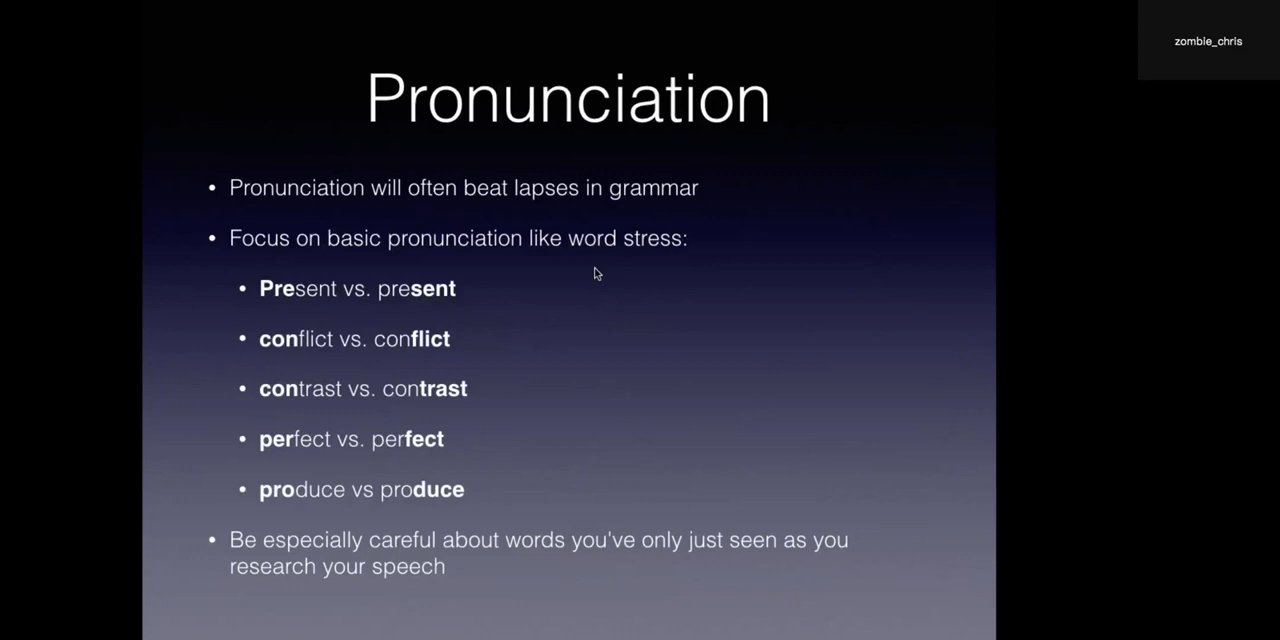 zombie_chris
Pronunciation
• Pronunciation will often beat lapses in grammar
• Focus on basic pronunciation like word stress:
• Present vs. present
• conflict vs. conflict
• contrast vs. contrast
• perfect vs. perfect
• produce vs produce
• Be especially careful about words you've only just seen as you
research your speech